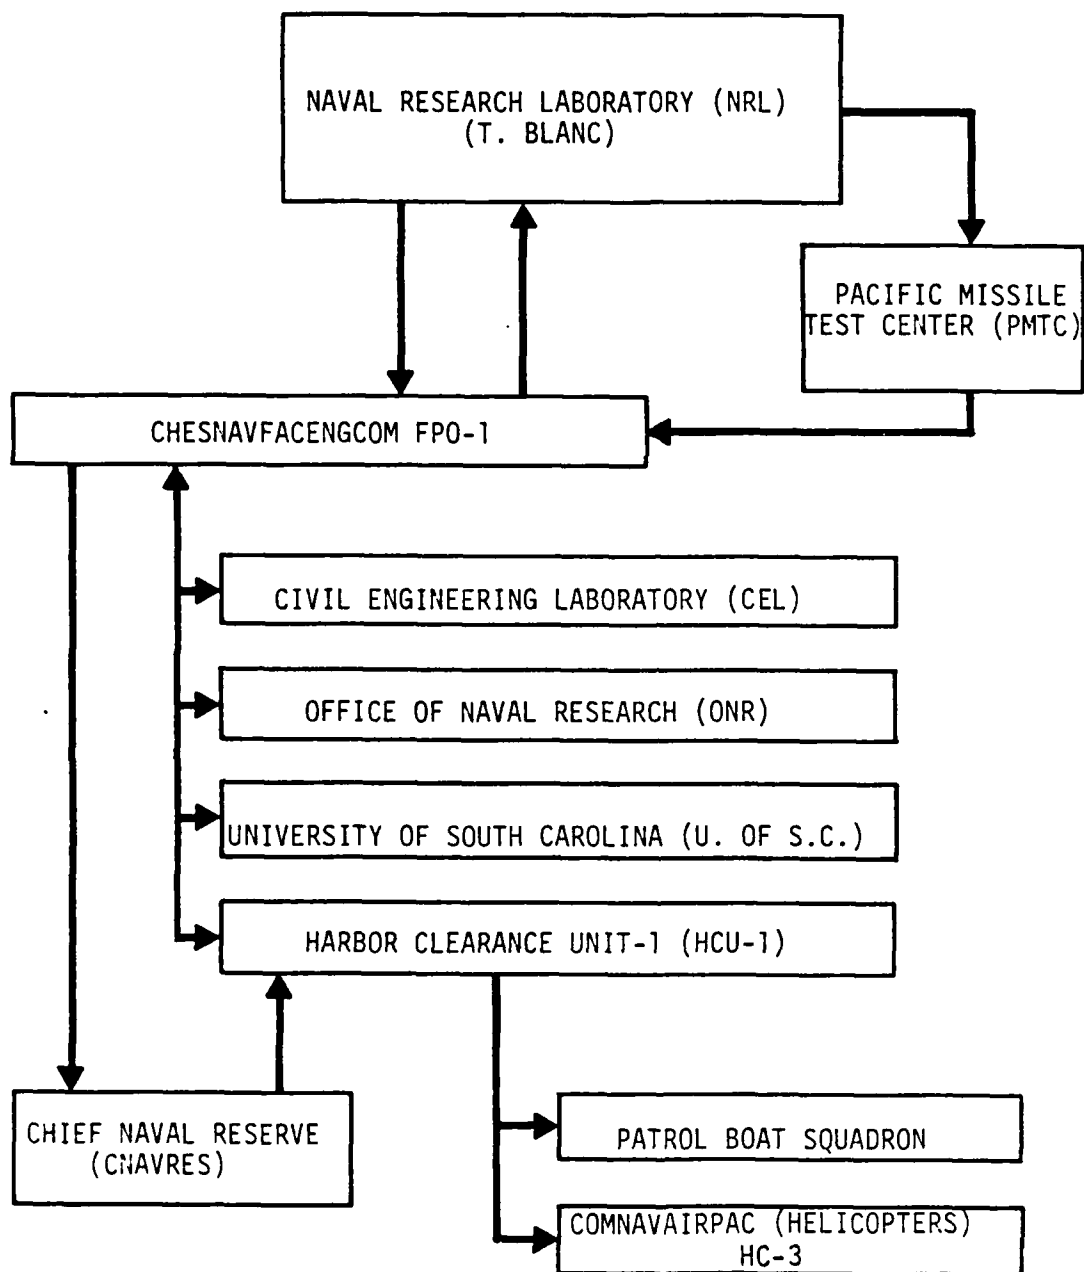 NAVAL RESEARCH LABORATORY (NRL)
(T. BLANC)
PACIFIC MISSILE
TEST CENTER (PMTC)
CHESNAVFACENGCOM FPO-1
CIVIL ENGINEERING LABORATORY (CEL)
OFFICE OF NAVAL RESEARCH (ONR)
UNIVERSITY OF SOUTH CAROLINA (U. OF S.C.)
HARBOR CLEARANCE UNIT-1 (HCU-1)
CHIEF NAVAL RESERVE
(CNAVRES)
PATROL BOAT SQUADRON
COMNAVAIRPAC (HELICOPTERS)
HC-3